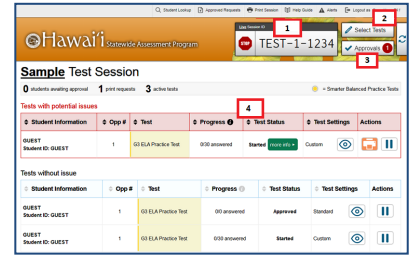 Student Lookup Approved Requests Print Session Help Guide Alerts Logout
Hawai'i Statewide Assessment Program
Live Session ID
1
2
STOP TEST-1-1234
Select Tests
Approvals 1
3
Sample Test Session
0 students awaiting approval 1 print requests 3 active tests
= Smarter Balanced Practice Tests
Tests with potential issues
4
Student Information Opp # Test Progress Test Status Test Settings Actions
GUEST
Student ID: GUEST
1 G3 ELA Practice Test 0/30 answered Started more info Custom
Tests without issue
Student Information Opp # Test Progress Test Status Test Settings Actions
GUEST
Student ID: GUEST
1 G3 ELA Practice Test 0/0 answered Approved Standard
GUEST
Student ID: GUEST
1 G3 ELA Practice Test 0/30 answered Started Custom